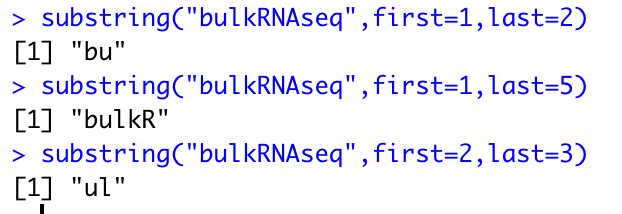 > substring("bulkRNAseq",first=1,last=2)
[1] "bu"
> substring("bulkRNAseq",first=1,last=5)
[1] "bulkR"
> substring("bulkRNAseq",first=2,last=3)
[1] "ul"